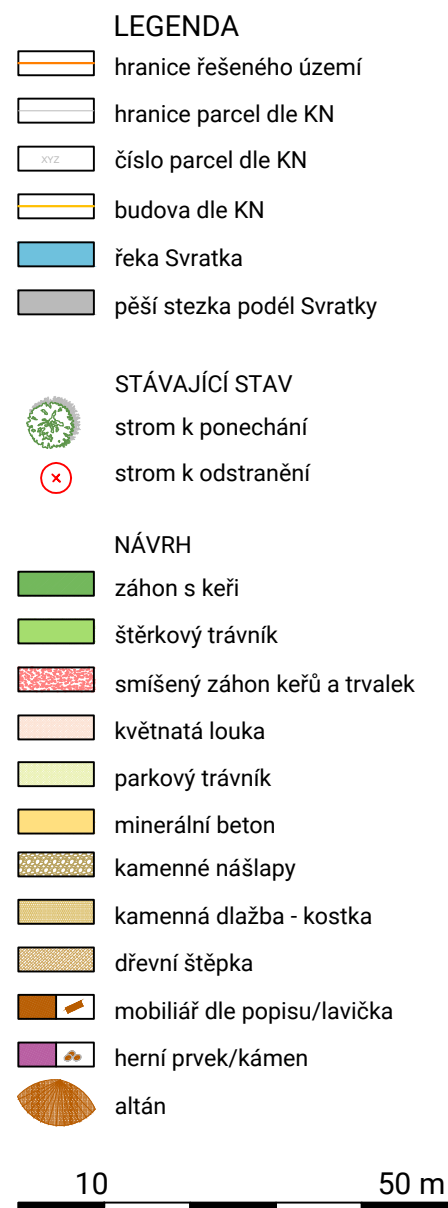 LEGENDA
hranice řešeného území
hranice parcel dle KN
XYZ číslo parcel dle KN
budova dle KN
řeka Svratka
pěší stezka podél Svratky
STÁVAJÍCÍ STAV
strom k ponechání
strom k odstranění
NÁVRH
záhon s keři
štěrkový trávník
smíšený záhon keřů a trvalek
květnatá louka
parkový trávník
minerální beton
kamenné nášlapy
kamenná dlažba - kostka
dřevní štěpka
mobiliář dle popisu/lavička
herní prvek/kámen
altán
10 50 m